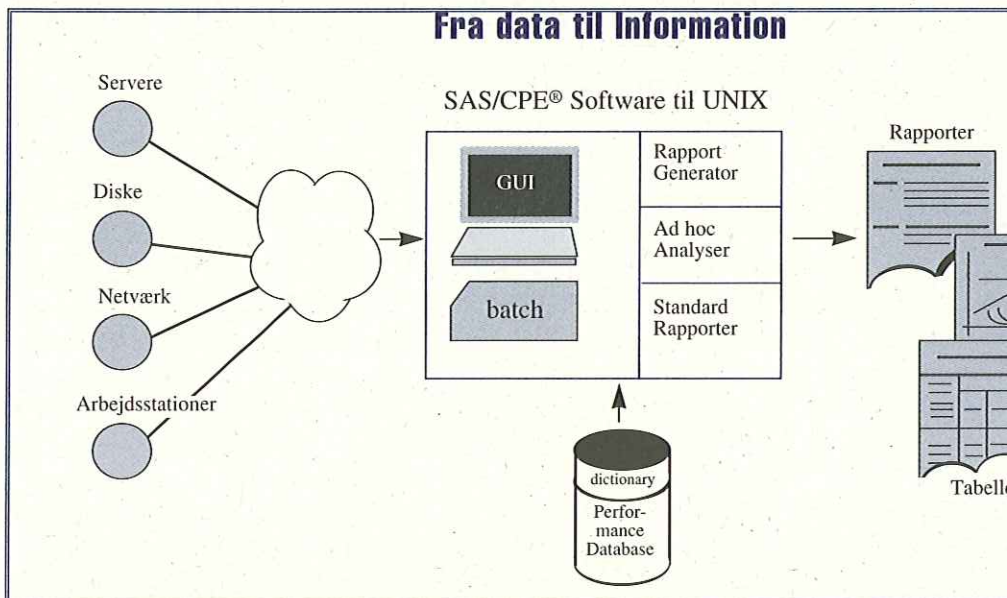 Fra data til Information
SAS/CPE® Software til UNIX
Servere
Diske
Netværk
Arbejdsstationer
GUI
batch
Rapport
Generator
Ad hoc
Analyser
Standard
Rapporter
dictionary
Perfor-
mance
Database
Rapporter